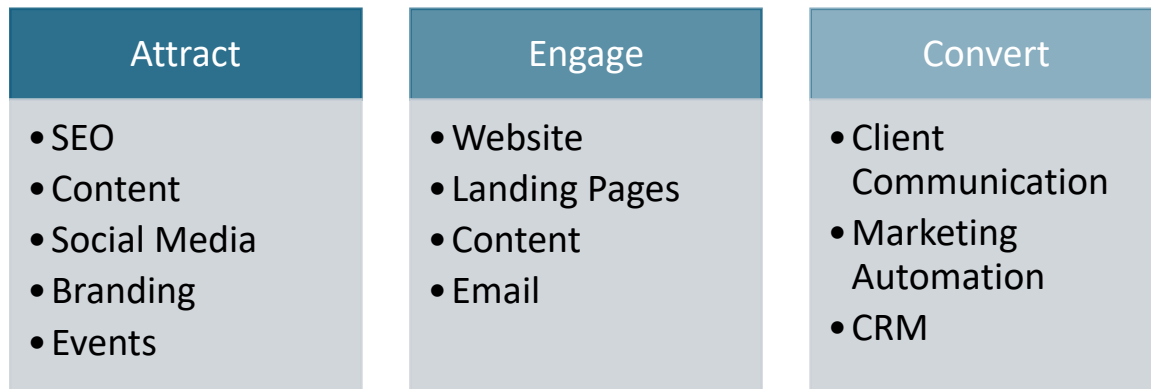 Attract
• SEO
• Content
• Social Media
• Branding
• Events
Engage
• Website
• Landing Pages
• Content
• Email
Convert
• Client
Communication
• Marketing
Automation
• CRM